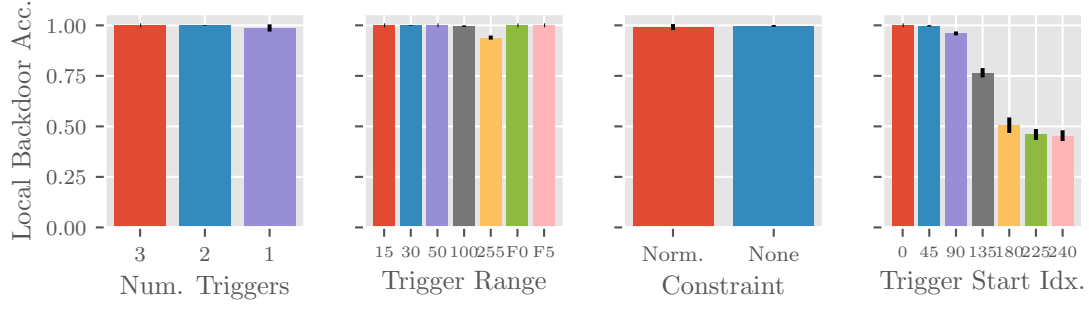 Local Backdoor Acc.
1.00
0.75
0.50
0.25
0.00
3 2 1
Num. Triggers
15 30 50 100 255 F0 F5
Trigger Range
Norm. None
Constraint
0 45 90 135 180 225 240
Trigger Start Idx.